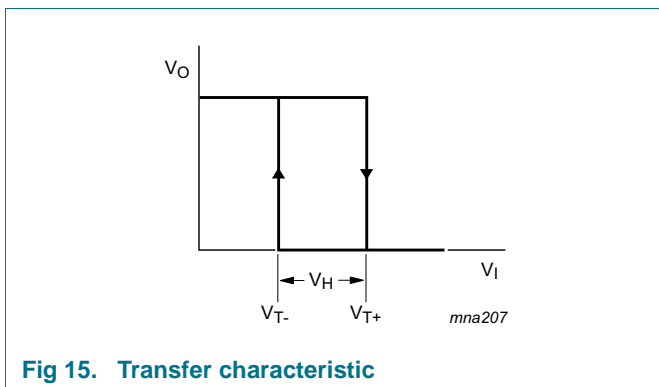 VO
VH
VI
VT-
VT+
mna207
Fig 15. Transfer characteristic